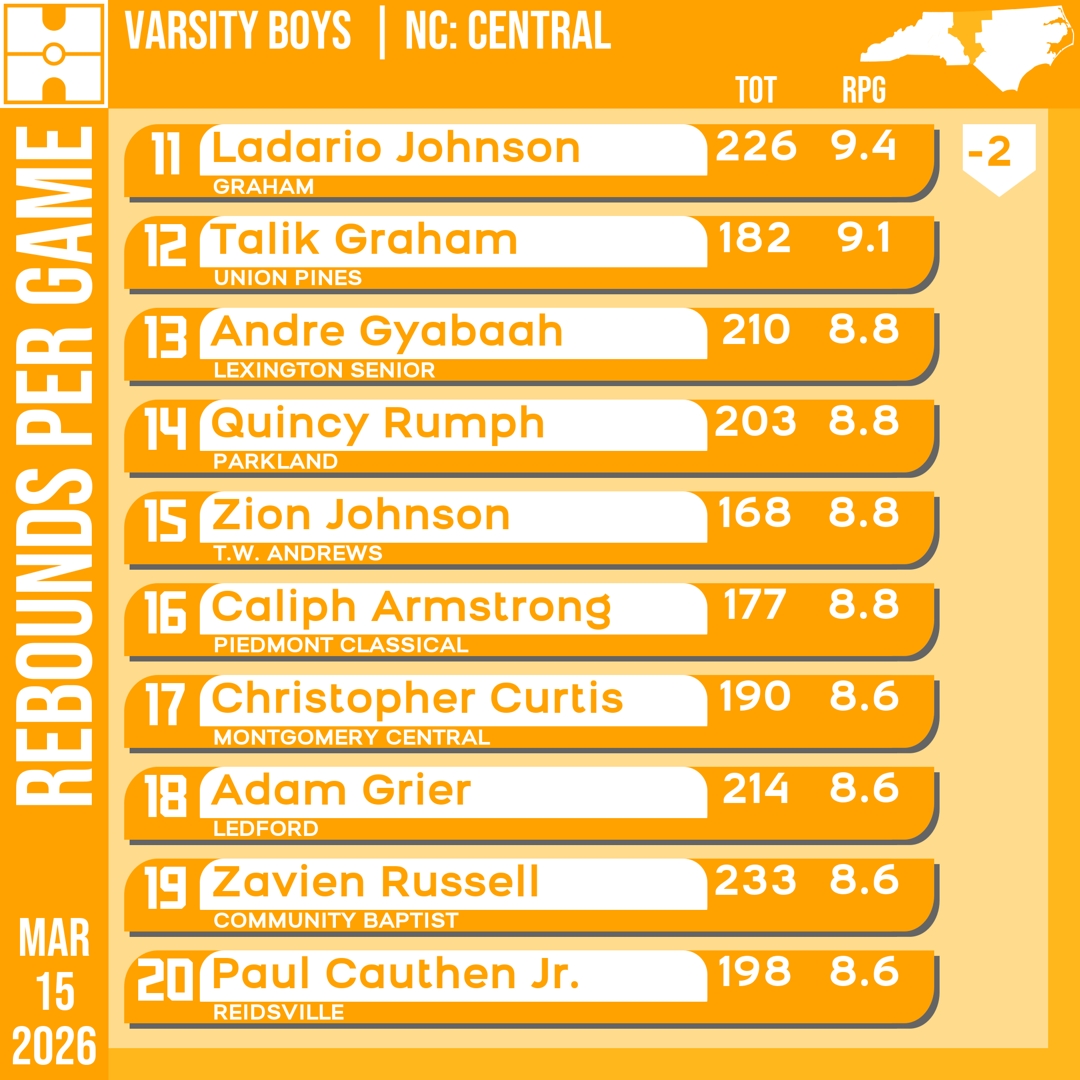 VARSITY BOYS | NC: CENTRAL
TOT RPG
REBOUNDS PER GAME
11 Ladario Johnson 226 9.4 -2
GRAHAM
12 Talik Graham 182 9.1
UNION PINES
13 Andre Gyabaah 210 8.8
LEXINGTON SENIOR
14 Quincy Rumph 203 8.8
PARKLAND
15 Zion Johnson 168 8.8
T.W. ANDREWS
16 Caliph Armstrong 177 8.8
PIEDMONT CLASSICAL
17 Christopher Curtis 190 8.6
MONTGOMERY CENTRAL
18 Adam Grier 214 8.6
LEDFORD
19 Zavien Russell 233 8.6
COMMUNITY BAPTIST
20 Paul Cauthen Jr. 198 8.6
REIDSVILLE
MAR
15
2026